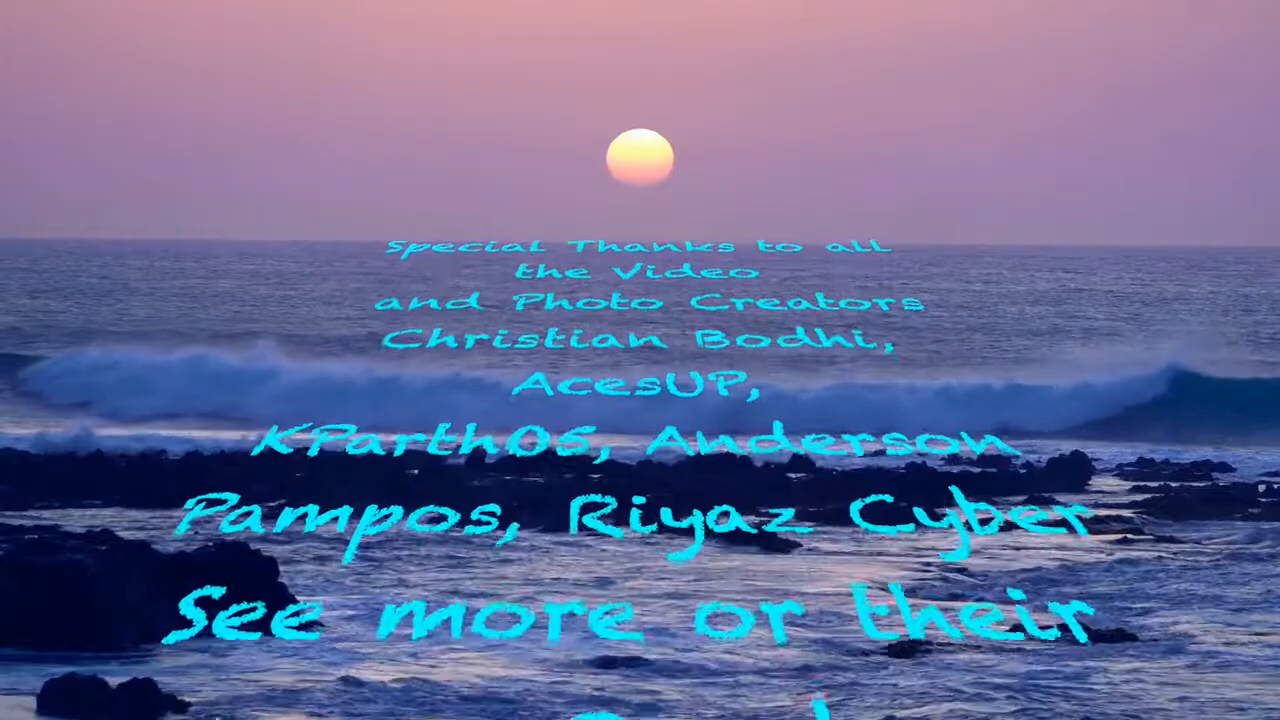 Special Thanks to all
the Video
and Photo Creators
Christian Bodhi,
AcesUP,
KParth05, Anderson
Pampos, Riyaz Cyber
See more or their